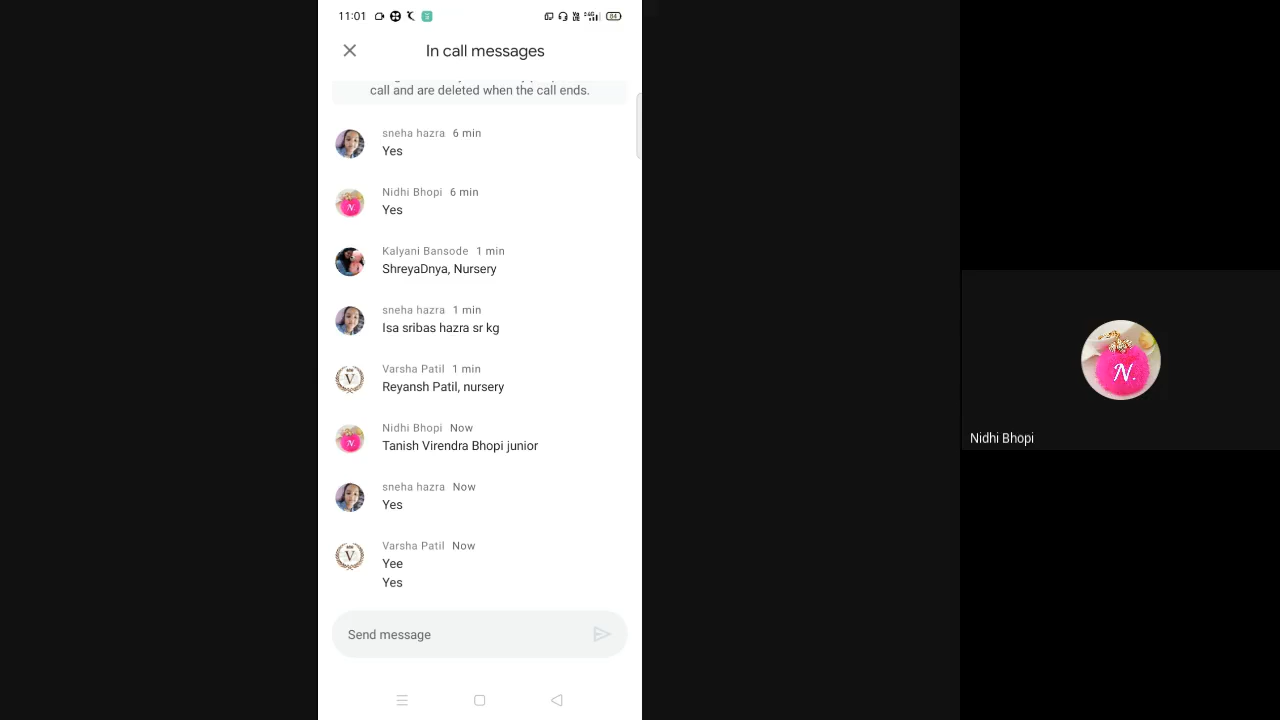 11:01
84
In call messages
call and are deleted when the call ends.
sneha hazra 6 min
Yes
Nidhi Bhopi 6 min
Yes
Kalyani Bansode 1 min
ShreyaDnya, Nursery
sneha hazra 1 min
Isa sribas hazra sr kg
Varsha Patil 1 min
Reyansh Patil, nursery
Nidhi Bhopi Now
Tanish Virendra Bhopi junior
sneha hazra Now
Yes
Varsha Patil Now
Yee
Yes
Send message
N.
Nidhi Bhopi